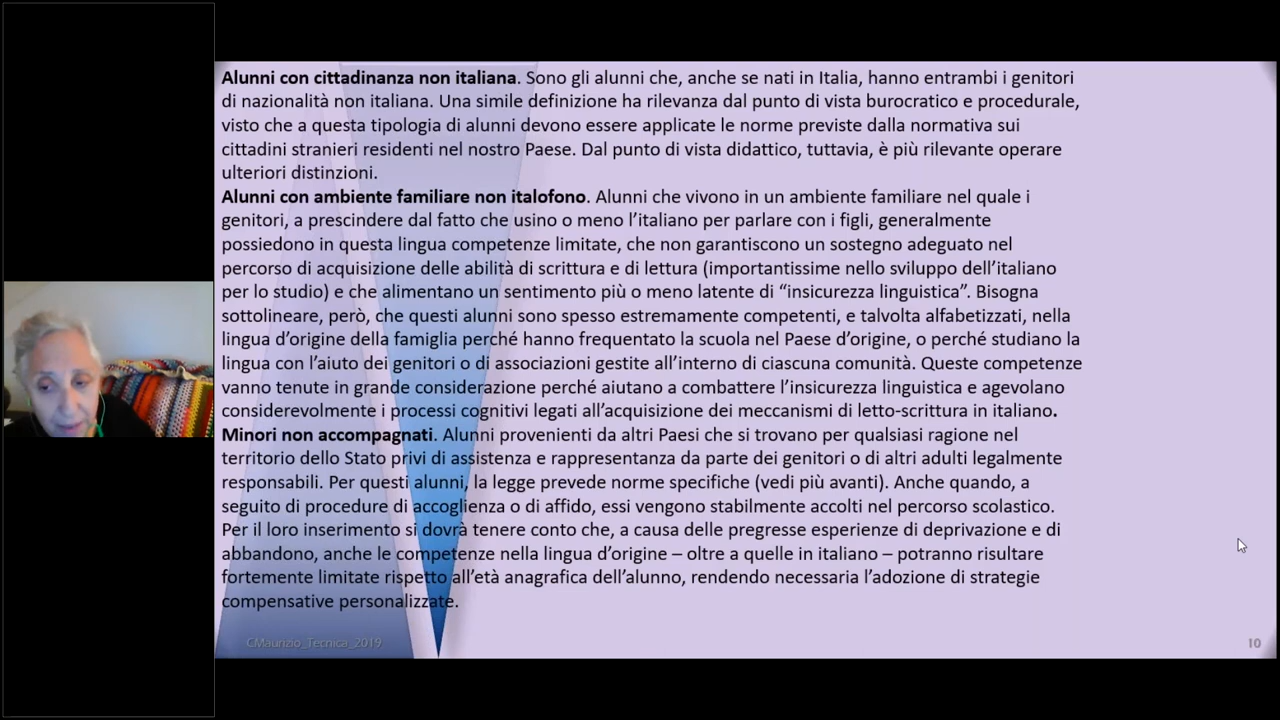 Alunni con cittadinanza non italiana. Sono gli alunni che, anche se nati in Italia, hanno entrambi i genitori
di nazionalità non italiana. Una simile definizione ha rilevanza dal punto di vista burocratico e procedurale,
visto che a questa tipologia di alunni devono essere applicate le norme previste dalla normativa sui
cittadini stranieri residenti nel nostro Paese. Dal punto di vista didattico, tuttavia, è più rilevante operare
ulteriori distinzioni.
Alunni con ambiente familiare non italofono. Alunni che vivono in un ambiente familiare nel quale i
genitori, a prescindere dal fatto che usino o meno l’italiano per parlare con i figli, generalmente
possiedono in questa lingua competenze limitate, che non garantiscono un sostegno adeguato nel
percorso di acquisizione delle abilità di scrittura e di lettura (importantissime nello sviluppo dell’italiano
per lo studio) e che alimentano un sentimento più o meno latente di “insicurezza linguistica”. Bisogna
sottolineare, però, che questi alunni sono spesso estremamente competenti, e talvolta alfabetizzati, nella
lingua d’origine della famiglia perché hanno frequentato la scuola nel Paese d’origine, o perché studiano la
lingua con l’aiuto dei genitori o di associazioni gestite all’interno di ciascuna comunità. Queste competenze
vanno tenute in grande considerazione perché aiutano a combattere l’insicurezza linguistica e agevolano
considerevolmente i processi cognitivi legati all’acquisizione dei meccanismi di letto-scrittura in italiano.
Minori non accompagnati. Alunni provenienti da altri Paesi che si trovano per qualsiasi ragione nel
territorio dello Stato privi di assistenza e rappresentanza da parte dei genitori o di altri adulti legalmente
responsabili. Per questi alunni, la legge prevede norme specifiche (vedi più avanti). Anche quando, a
seguito di procedure di accoglienza o di affido, essi vengono stabilmente accolti nel percorso scolastico.
Per il loro inserimento si dovrà tenere conto che, a causa delle pregresse esperienze di deprivazione e di
abbandono, anche le competenze nella lingua d’origine – oltre a quelle in italiano – potranno risultare
fortemente limitate rispetto all’età anagrafica dell’alunno, rendendo necessaria l’adozione di strategie
compensative personalizzate.
CMaurizio_Tecnica_2019
10